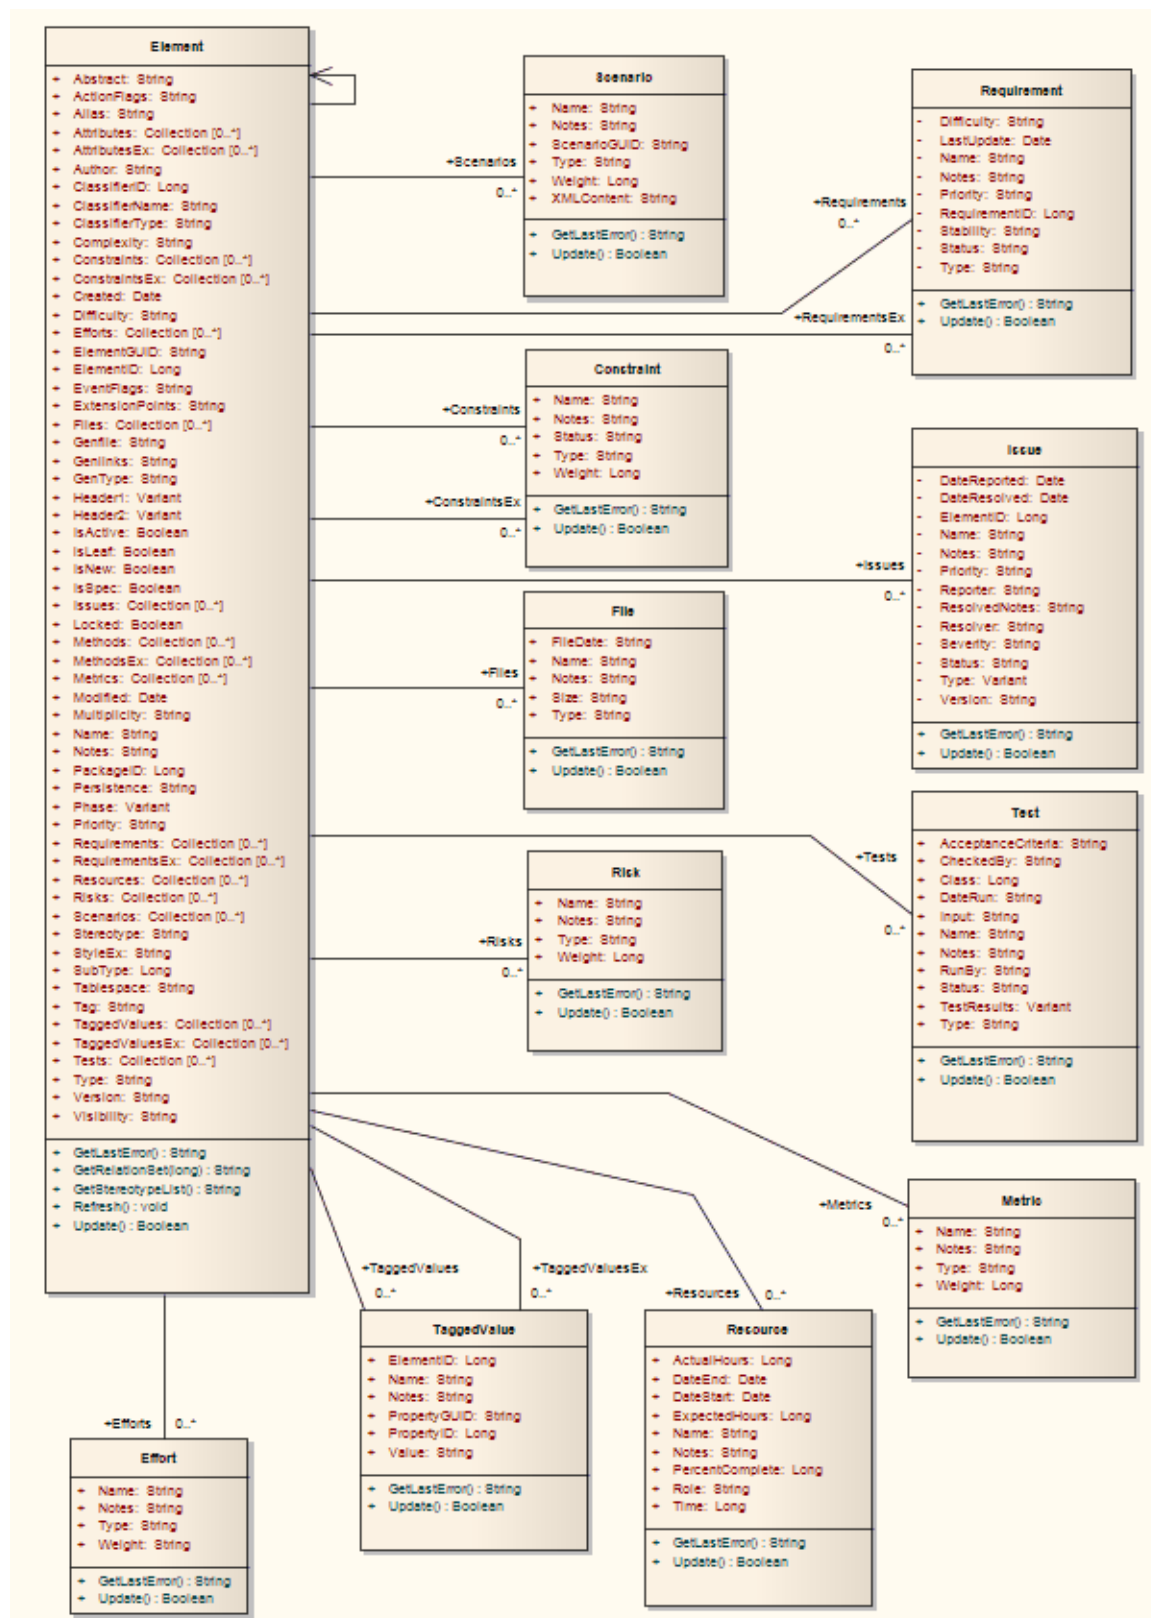 Element
+ Abstract: String
+ ActionFlags: String
+ Alias: String
+ Attributes: Collection [0..*]
+ AttributesEx: Collection [0..*]
+ Author: String
+ ClassifierID: Long
+ ClassifierName: String
+ ClassifierType: String
+ Complexity: String
+ Constraints: Collection [0..*]
+ ConstraintsEx: Collection [0..*]
+ Created: Date
+ Difficulty: String
+ Efforts: Collection [0..*]
+ ElementGUID: String
+ ElementID: Long
+ EventFlags: String
+ ExtensionPoints: String
+ Files: Collection [0..*]
+ Genfile: String
+ Genlinks: String
+ GenType: String
+ Header1: Variant
+ Header2: Variant
+ IsActive: Boolean
+ IsLeaf: Boolean
+ IsNew: Boolean
+ IsSpec: Boolean
+ Issues: Collection [0..*]
+ Locked: Boolean
+ Methods: Collection [0..*]
+ MethodsEx: Collection [0..*]
+ Metrics: Collection [0..*]
+ Modified: Date
+ Multiplicity: String
+ Name: String
+ Notes: String
+ PackageID: Long
+ Persistence: String
+ Phase: Variant
+ Priority: String
+ Requirements: Collection [0..*]
+ RequirementsEx: Collection [0..*]
+ Resources: Collection [0..*]
+ Risks: Collection [0..*]
+ Scenarios: Collection [0..*]
+ Stereotype: String
+ StyleEx: String
+ SubType: Long
+ Tablespace: String
+ Tag: String
+ TaggedValues: Collection [0..*]
+ TaggedValuesEx: Collection [0..*]
+ Tests: Collection [0..*]
+ Type: String
+ Version: String
+ Visibility: String
+ GetLastError() : String
+ GetRelationSet(long) : String
+ GetStereotypeList() : String
+ Refresh() : void
+ Update() : Boolean
+Scenarios
0..*
Scenario
+ Name: String
+ Notes: String
+ ScenarioGUID: String
+ Type: String
+ Weight: Long
+ XMLContent: String
+ GetLastError() : String
+ Update() : Boolean
+Requirements
0..*
+RequirementsEx
0..*
Requirement
- Difficulty: String
- LastUpdate: Date
- Name: String
- Notes: String
- Priority: String
- RequirementID: Long
- Stability: String
- Status: String
- Type: String
+ GetLastError() : String
+ Update() : Boolean
+Constraints
0..*
+ConstraintsEx
0..*
Constraint
+ Name: String
+ Notes: String
+ Status: String
+ Type: String
+ Weight: Long
+ GetLastError() : String
+ Update() : Boolean
+Issues
0..*
Issue
- DateReported: Date
- DateResolved: Date
- ElementID: Long
- Name: String
- Notes: String
- Priority: String
- Reporter: String
- ResolvedNotes: String
- Resolver: String
- Severity: String
- Status: String
- Type: Variant
- Version: String
+ GetLastError() : String
+ Update() : Boolean
+Files
0..*
File
+ FileDate: String
+ Name: String
+ Notes: String
+ Size: String
+ Type: String
+ GetLastError() : String
+ Update() : Boolean
+Tests
0..*
Test
+ AcceptanceCriteria: String
+ CheckedBy: String
+ Class: Long
+ DateRun: String
+ Input: String
+ Name: String
+ Notes: String
+ RunBy: String
+ Status: String
+ TestResults: Variant
+ Type: String
+ GetLastError() : String
+ Update() : Boolean
+Risks
0..*
Risk
+ Name: String
+ Notes: String
+ Type: String
+ Weight: Long
+ GetLastError() : String
+ Update() : Boolean
+Metrics
0..*
Metric
+ Name: String
+ Notes: String
+ Type: String
+ Weight: Long
+ GetLastError() : String
+ Update() : Boolean
+TaggedValues
0..*
+TaggedValuesEx
0..*
TaggedValue
+ ElementID: Long
+ Name: String
+ Notes: String
+ PropertyGUID: String
+ PropertyID: Long
+ Value: String
+ GetLastError() : String
+ Update() : Boolean
+Resources
0..*
Resource
+ ActualHours: Long
+ DateEnd: Date
+ DateStart: Date
+ ExpectedHours: Long
+ Name: String
+ Notes: String
+ PercentComplete: Long
+ Role: String
+ Time: Long
+ GetLastError() : String
+ Update() : Boolean
+Efforts
0..*
Effort
+ Name: String
+ Notes: String
+ Type: String
+ Weight: String
+ GetLastError() : String
+ Update() : Boolean